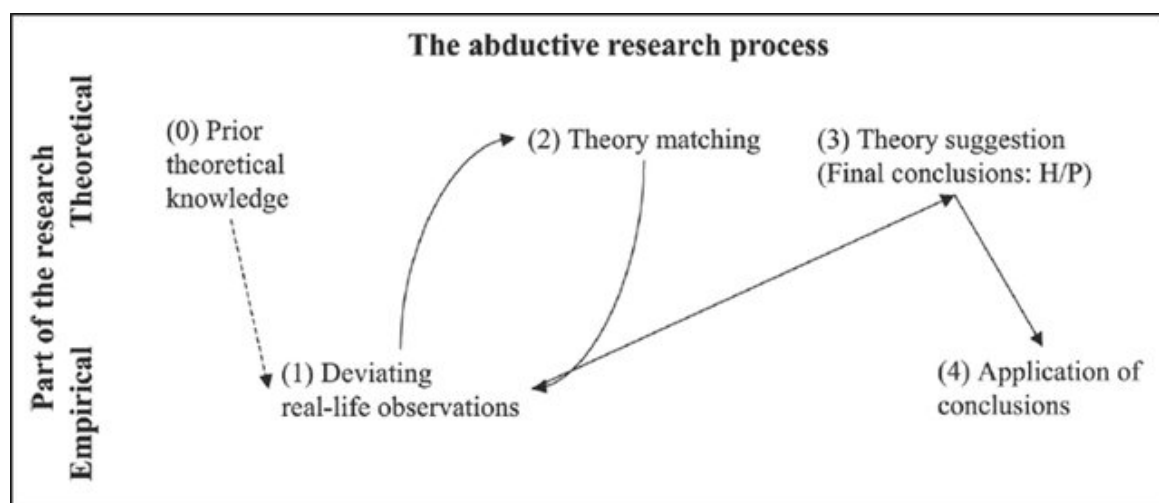 The abductive research process
Part of the research
Theoretical
Empirical
(0) Prior
theoretical
knowledge
(2) Theory matching
(3) Theory suggestion
(Final conclusions: H/P)
(1) Deviating
real-life observations
(4) Application of
conclusions